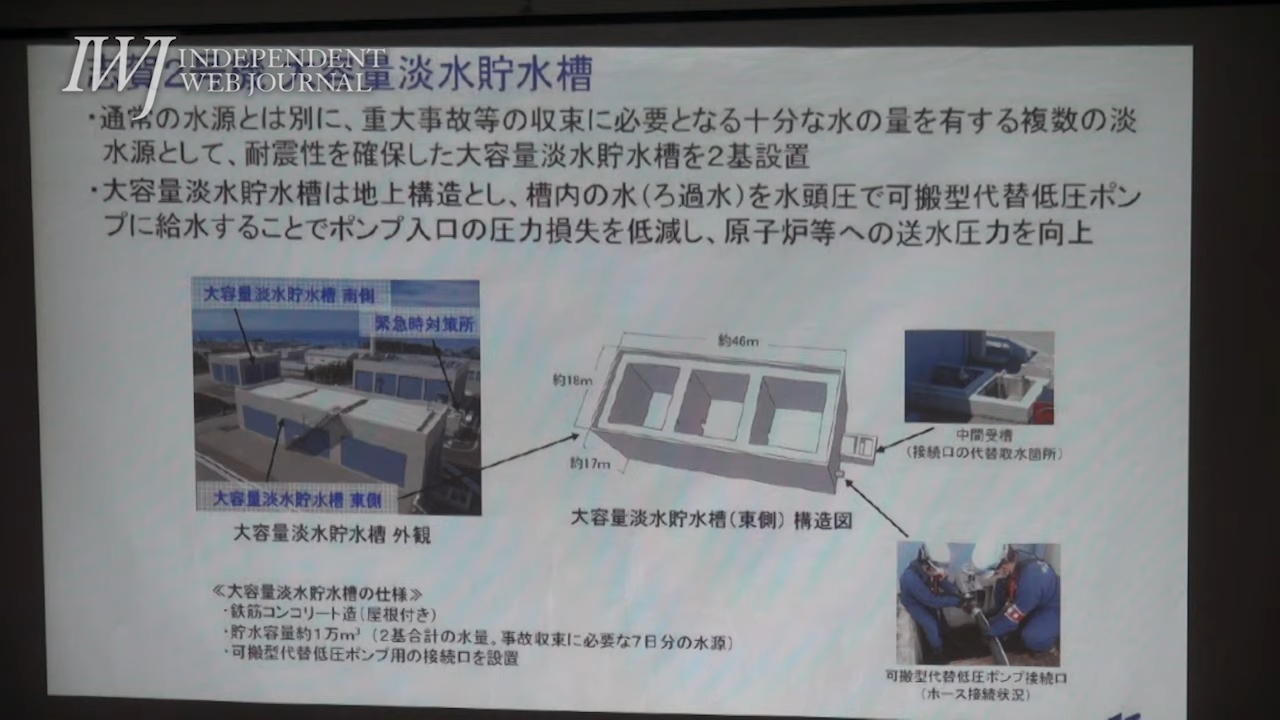 IWJ INDEPENDENT
WEB JOURNAL
量淡水貯水槽
・通常の水源とは別に、重大事故等の収束に必要となる十分な水の量を有する複数の淡
水源として、耐震性を確保した大容量淡水貯水槽を2基設置
・大容量淡水貯水槽は地上構造とし、槽内の水(ろ過水)を水頭圧で可搬型代替低圧ポン
プに給水することでポンプ入口の圧力損失を低減し、原子炉等への送水圧力を向上
大容量淡水貯水槽 南側
緊急時対策所
大容量淡水貯水槽 東側
大容量淡水貯水槽 外観
約46m
約18m
約17m
大容量淡水貯水槽(東側) 構造図
中間受槽
(接続口の代替取水箇所)
≪大容量淡水貯水槽の仕様≫
・鉄筋コンクリート造(屋根付き)
・貯水容量約1万m³ (2基合計の水量。事故収束に必要な7日分の水源)
・可搬型代替低圧ポンプ用の接続口を設置
可搬型代替低圧ポンプ接続口
(ホース接続状況)